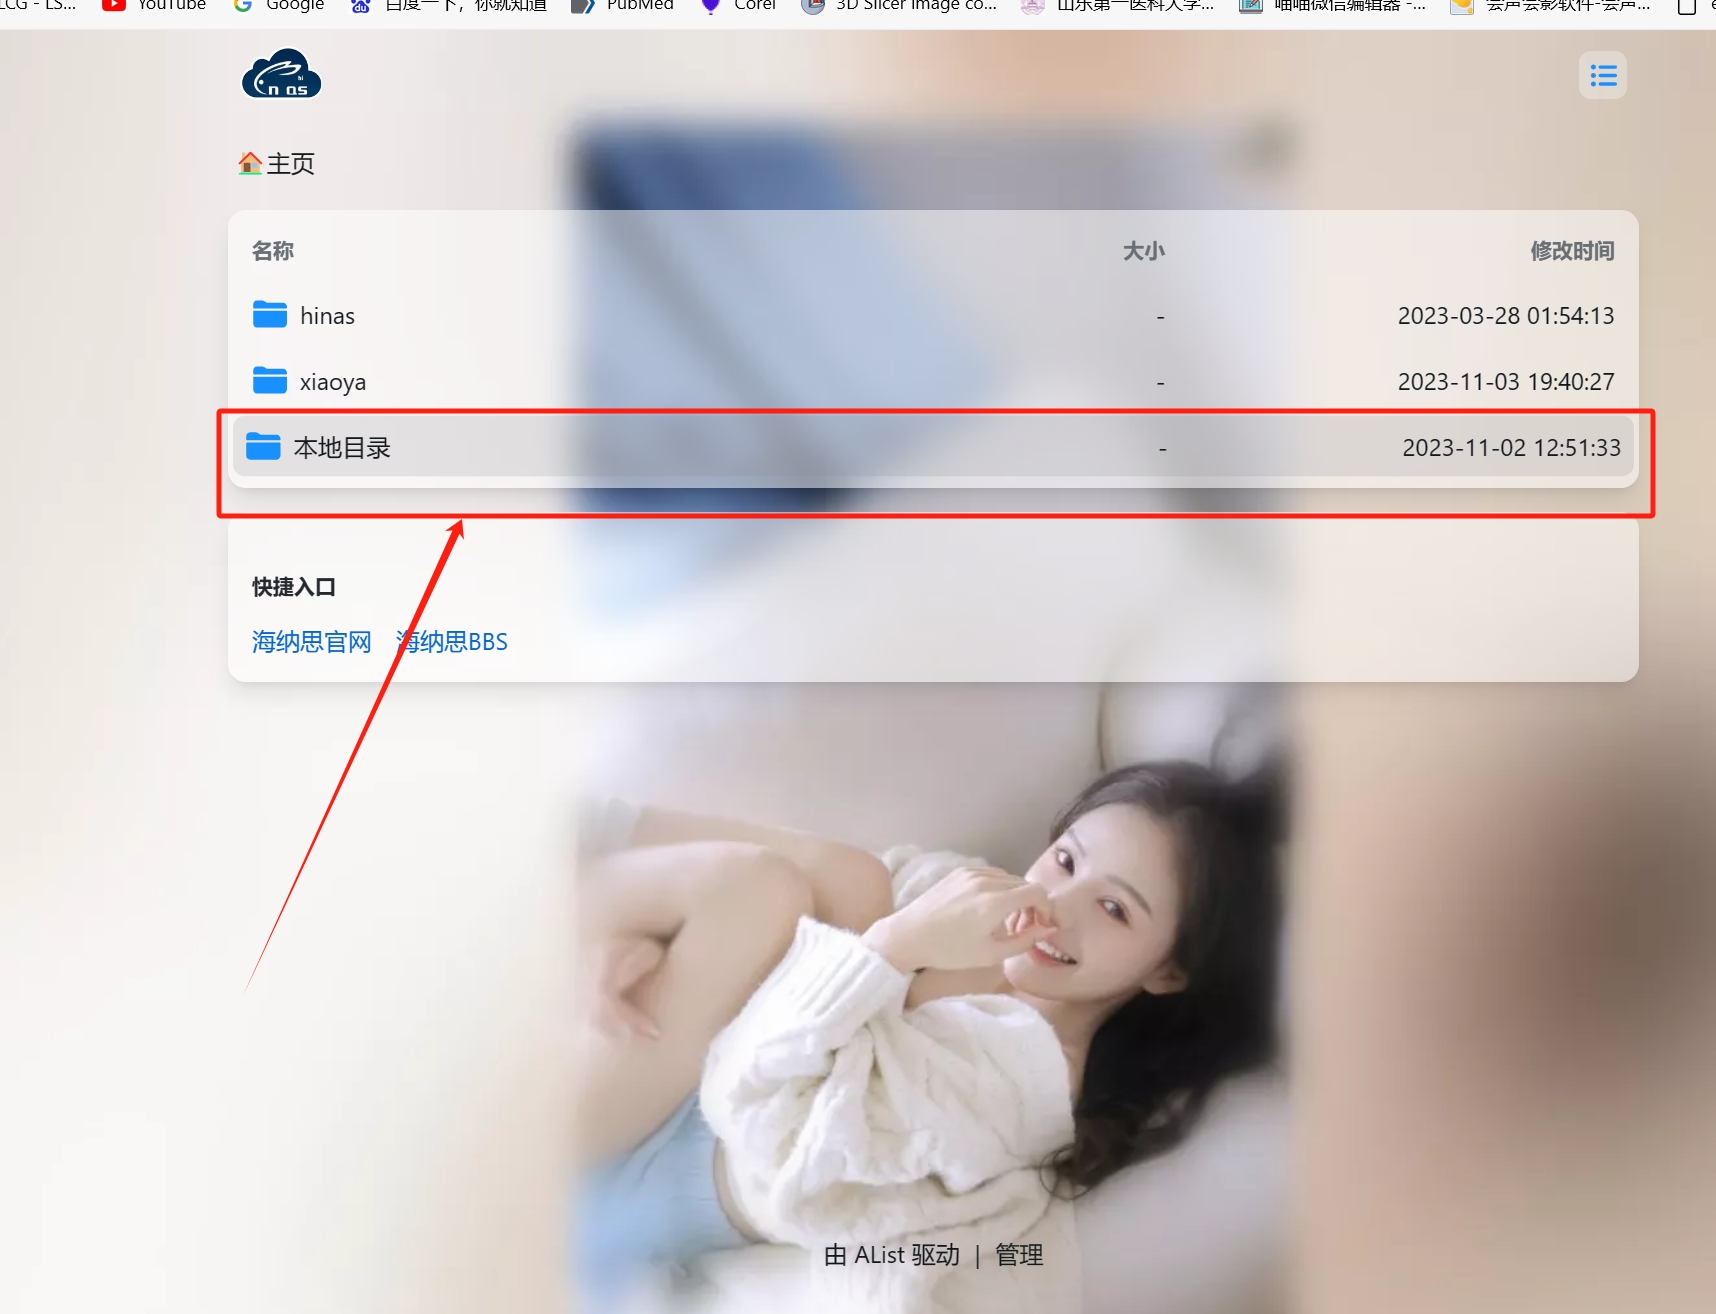 LCG - LS... YouTube Google 百度一下，你就知道 PubMed Corel 3D Slicer image co... 山东第一医科大学... 喵喵微信编辑器 -... 会声会影软件-会声...
hi
nas
主页
名称 大小 修改时间
hinas - 2023-03-28 01:54:13
xiaoya - 2023-11-03 19:40:27
本地目录 - 2023-11-02 12:51:33
快捷入口
海纳思官网 海纳思BBS
由 AList 驱动 | 管理